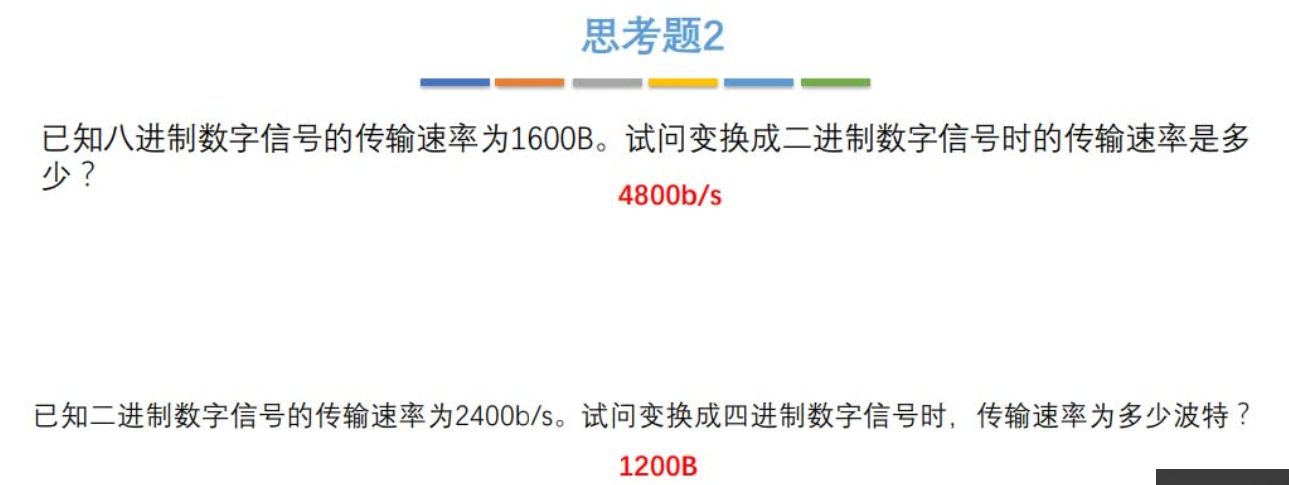 思考题2
已知八进制数字信号的传输速率为1600B。试问变换成二进制数字信号时的传输速率是多
少？
4800b/s
已知二进制数字信号的传输速率为2400b/s。试问变换成四进制数字信号时，传输速率为多少波特？
1200B